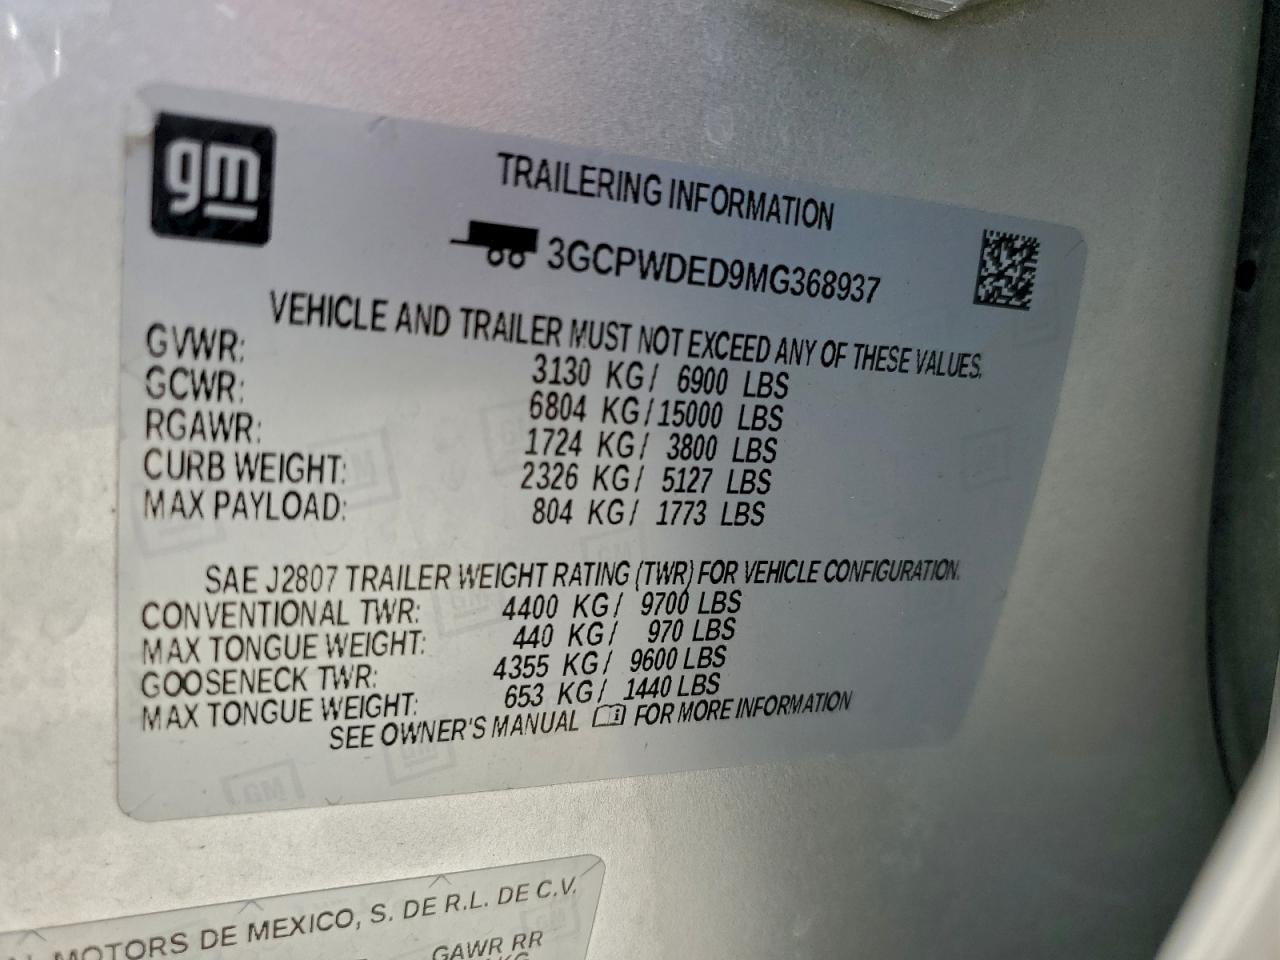 gm
TRAILERING INFORMATION
3GCPWDED9MG368937
VEHICLE AND TRAILER MUST NOT EXCEED ANY OF THESE VALUES.
GVWR: 3130 KG/ 6900 LBS
GCWR: 6804 KG/15000 LBS
RGAWR: 1724 KG/ 3800 LBS
CURB WEIGHT: 2326 KG/ 5127 LBS
MAX PAYLOAD: 804 KG/ 1773 LBS
SAE J2807 TRAILER WEIGHT RATING (TWR) FOR VEHICLE CONFIGURATION.
CONVENTIONAL TWR: 4400 KG/ 9700 LBS
MAX TONGUE WEIGHT: 440 KG/ 970 LBS
GOOSENECK TWR: 4355 KG/ 9600 LBS
MAX TONGUE WEIGHT: 653 KG/ 1440 LBS
SEE OWNER'S MANUAL FOR MORE INFORMATION
MOTORS DE MEXICO, S. DE R.L. DE C.V.
GAWR RR
KG